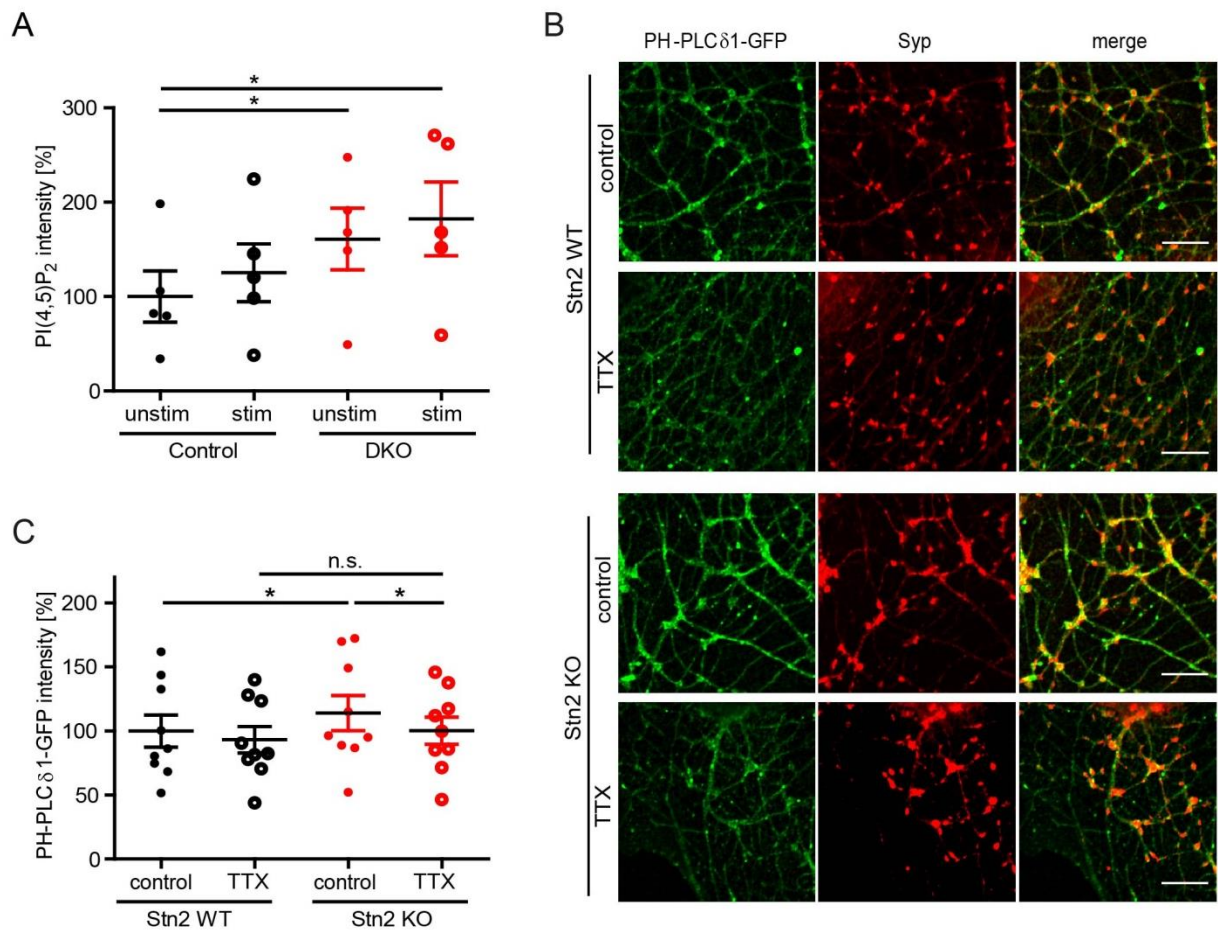 A
*
*
300
200
100
0
PI(4,5)P₂ intensity [%]
unstim stim unstim stim
Control DKO
B
PH-PLCδ1-GFP Syp merge
Stn2 WT
control
TTX
Stn2 KO
control
TTX
C
n.s.
* *
200
150
100
50
0
PH-PLCδ1-GFP intensity [%]
control TTX control TTX
Stn2 WT Stn2 KO